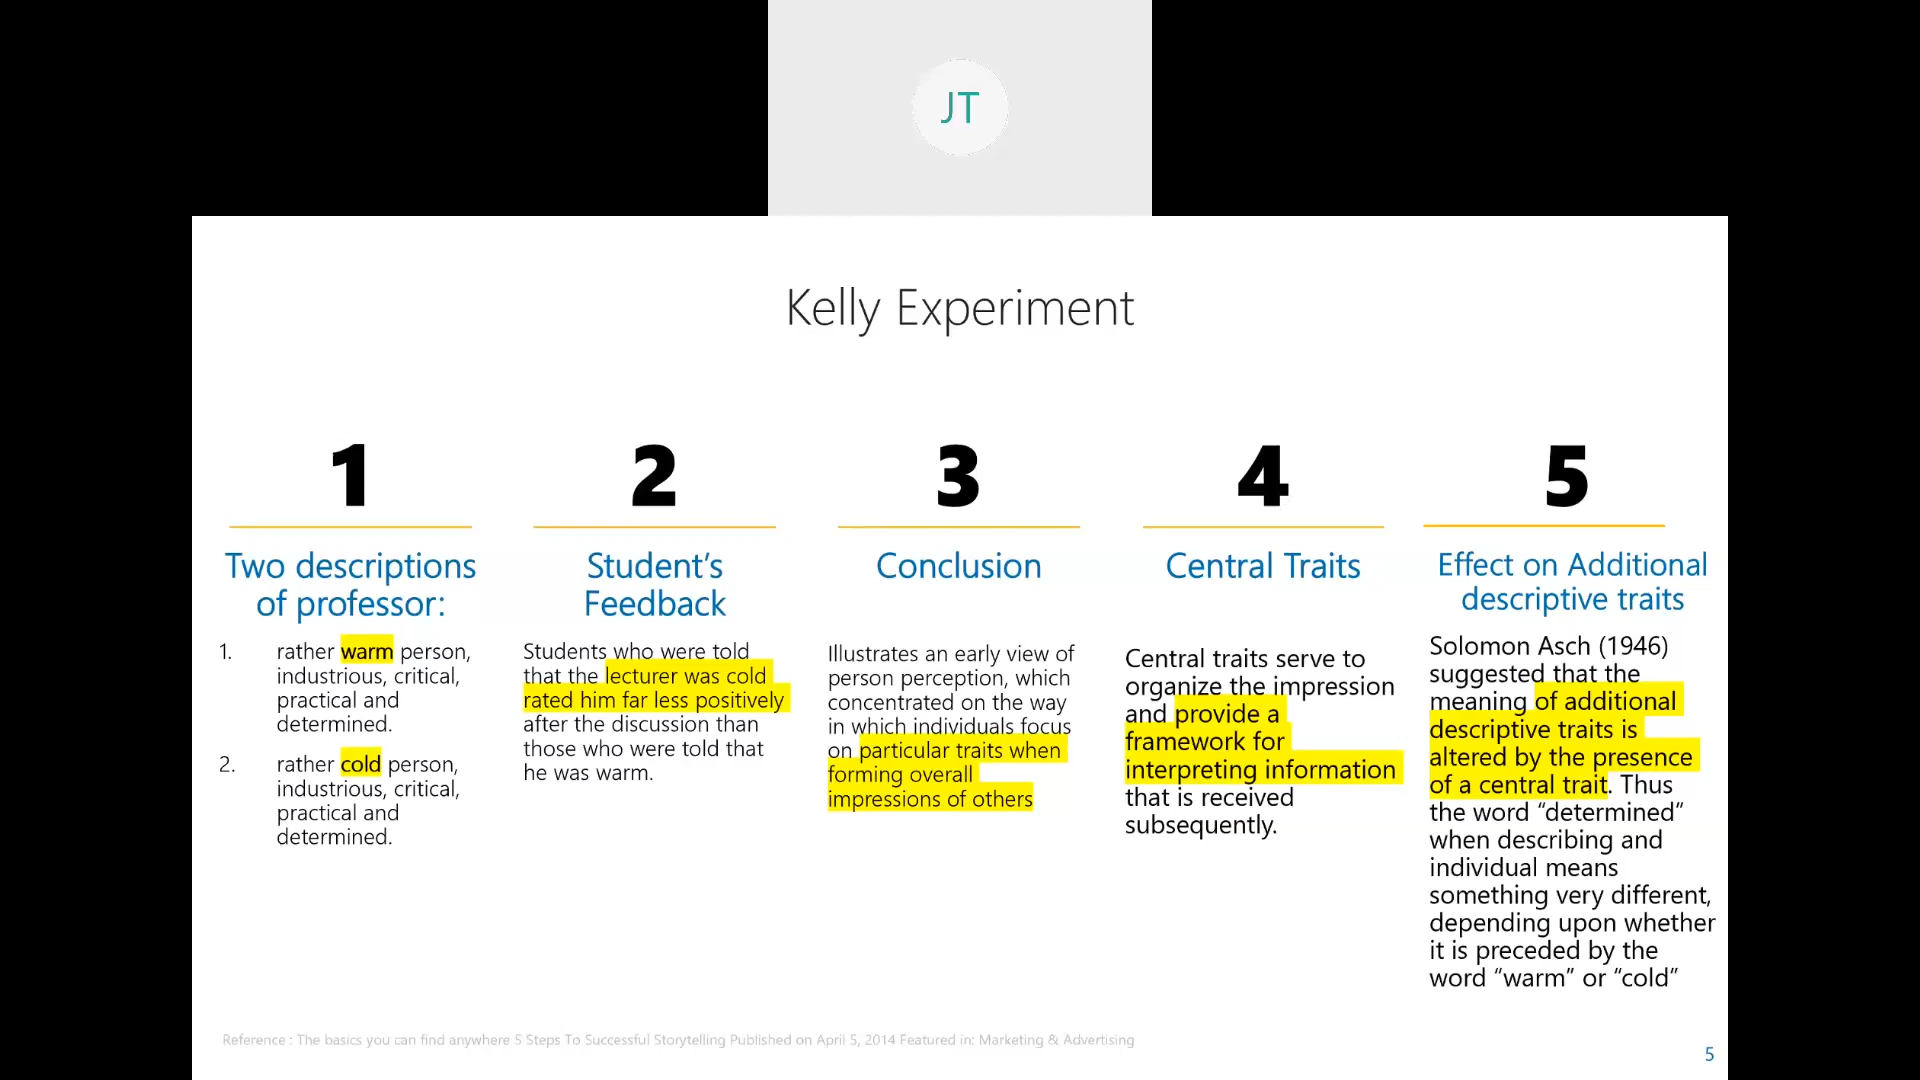 JT
Kelly Experiment
1
Two descriptions
of professor:
1. rather warm person,
industrious, critical,
practical and
determined.
2. rather cold person,
industrious, critical,
practical and
determined.
2
Student’s
Feedback
Students who were told
that the lecturer was cold
rated him far less positively
after the discussion than
those who were told that
he was warm.
3
Conclusion
Illustrates an early view of
person perception, which
concentrated on the way
in which individuals focus
on particular traits when
forming overall
impressions of others
4
Central Traits
Central traits serve to
organize the impression
and provide a
framework for
interpreting information
that is received
subsequently.
5
Effect on Additional
descriptive traits
Solomon Asch (1946)
suggested that the
meaning of additional
descriptive traits is
altered by the presence
of a central trait. Thus
the word “determined“
when describing and
individual means
something very different,
depending upon whether
it is preceded by the
word “warm” or “cold”
Reference : The basics you can find anywhere 5 Steps To Successful Storytelling Published on April 5, 2014 Featured in: Marketing & Advertising
5